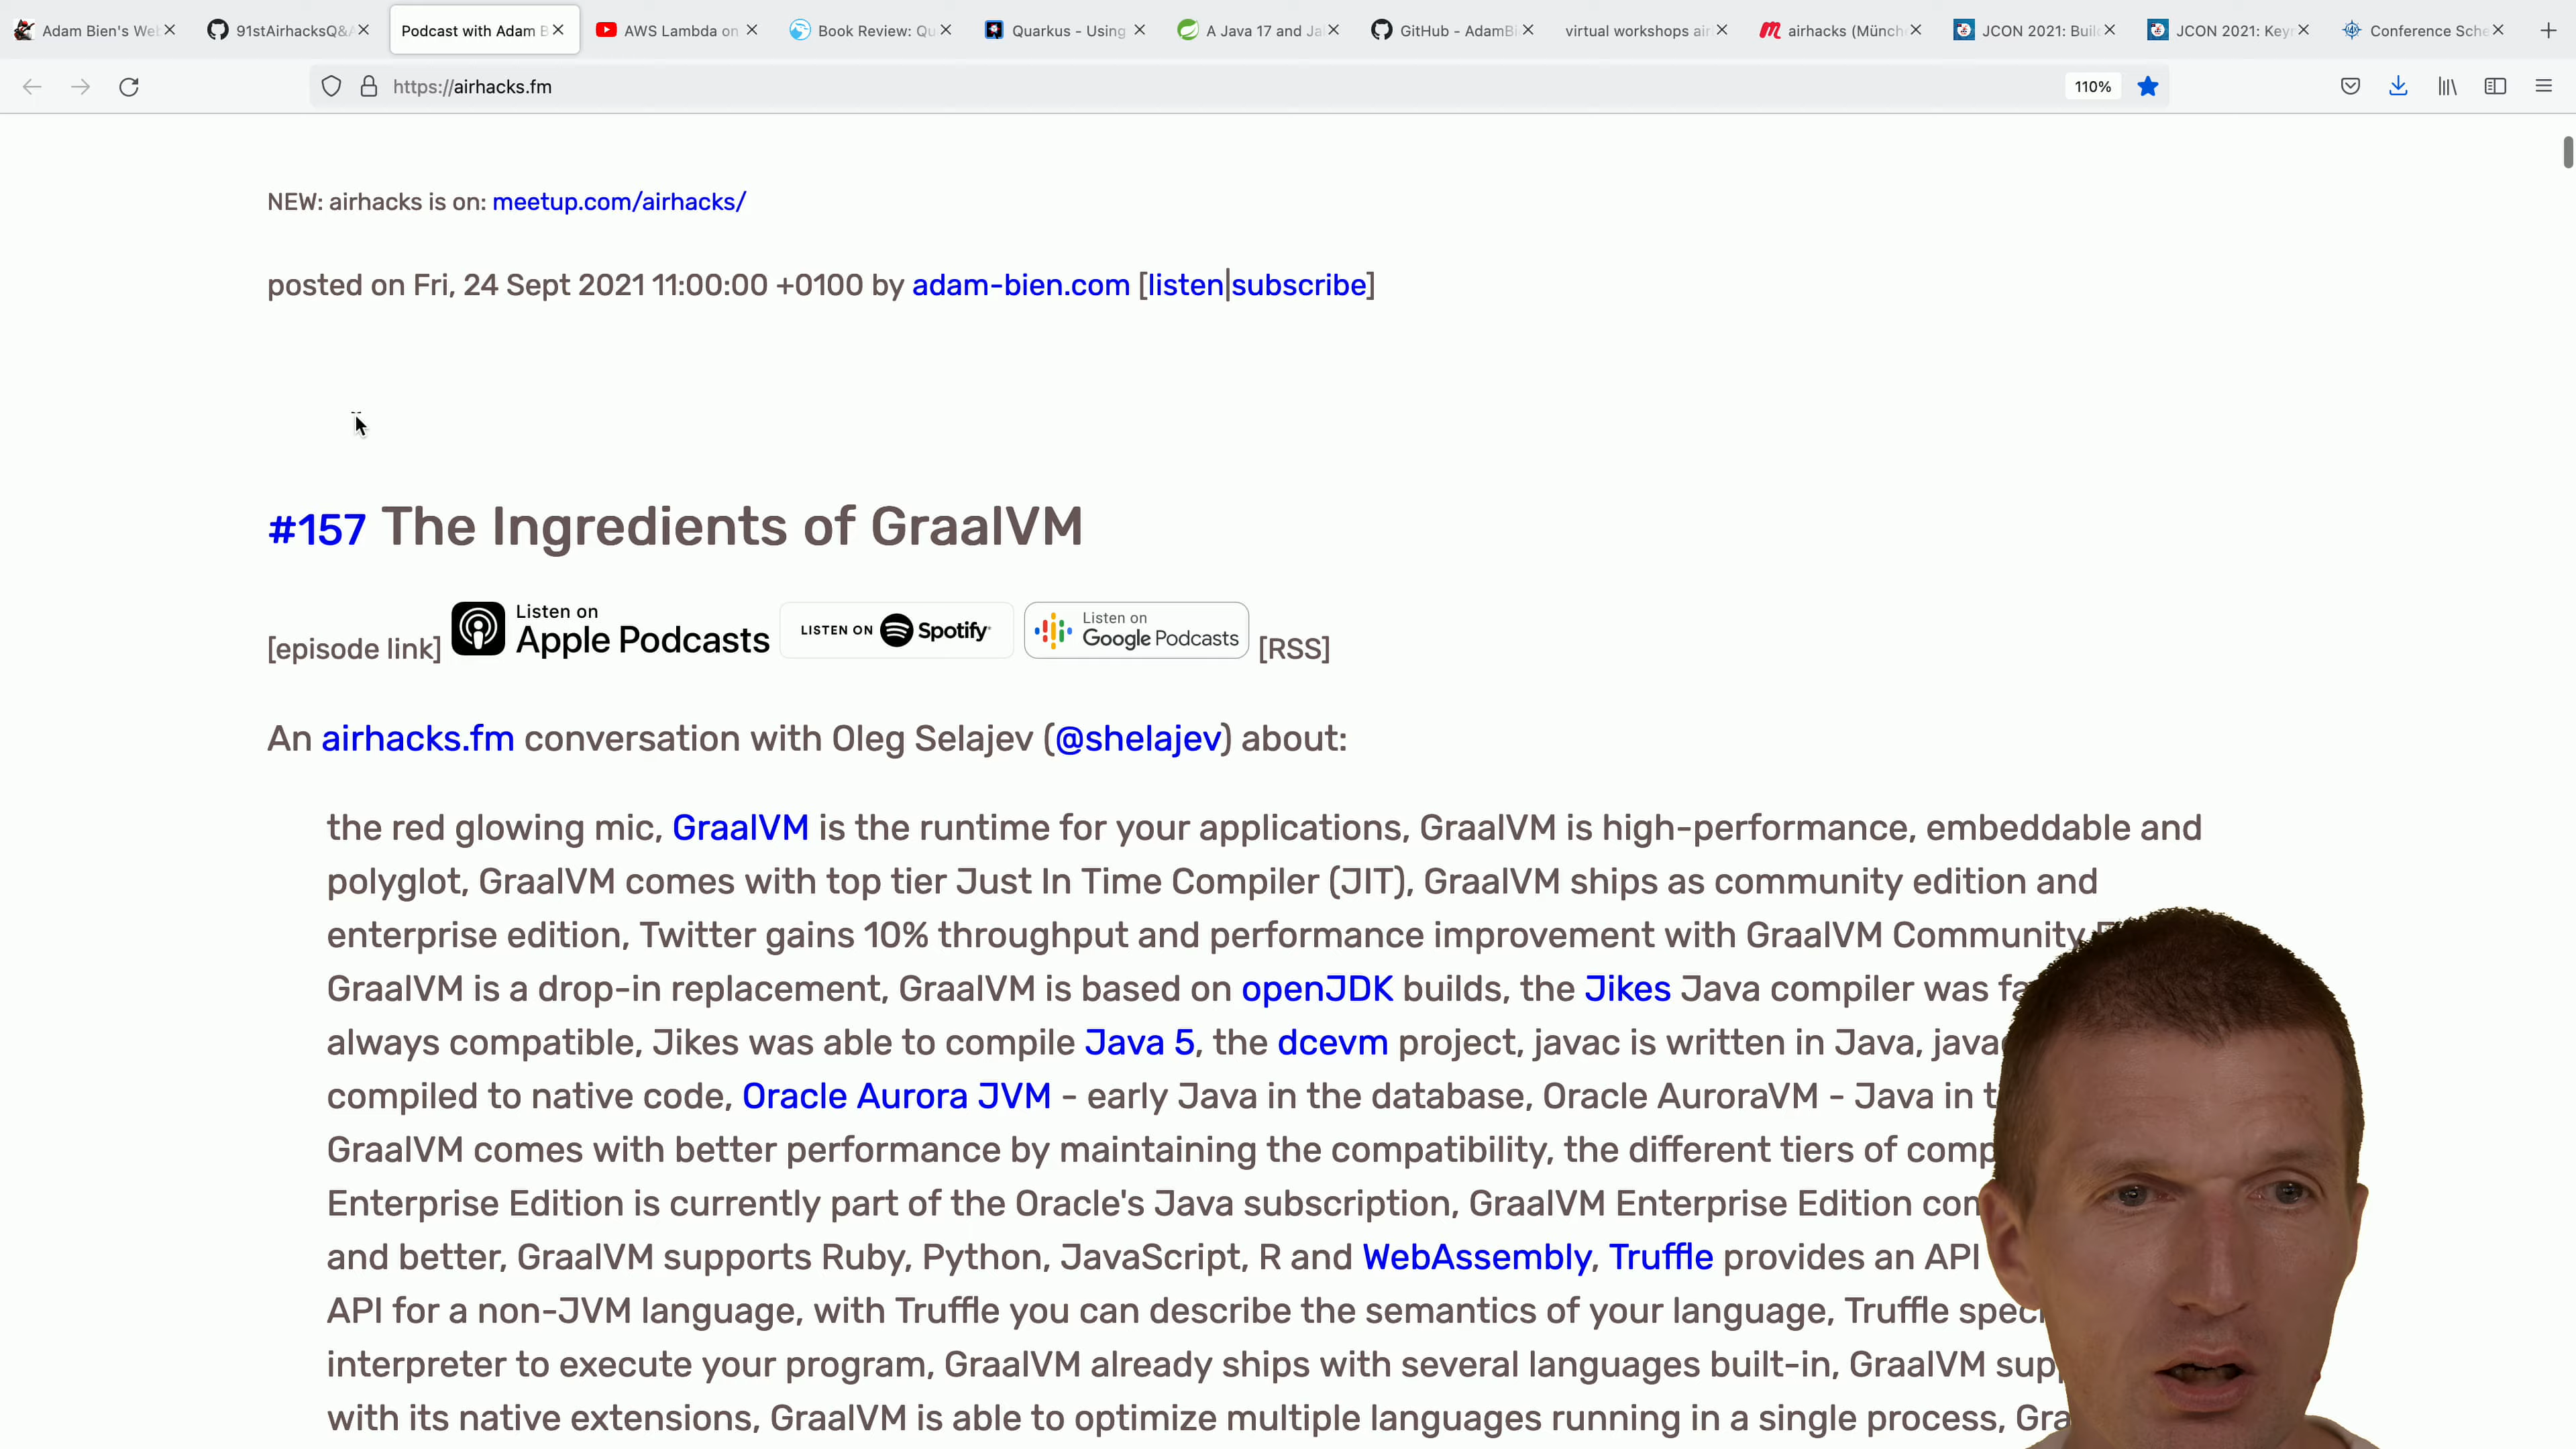 Adam Bien's Web
91stAirhacksQ&A
Podcast with Adam B
AWS Lambda on
Book Review: Qu
Quarkus - Using
A Java 17 and Ja
GitHub - AdamBi
virtual workshops air
airhacks (Münch
JCON 2021: Buil
JCON 2021: Keyn
Conference Sche
https://airhacks.fm
110%
NEW: airhacks is on: meetup.com/airhacks/
posted on Fri, 24 Sept 2021 11:00:00 +0100 by adam-bien.com [listen|subscribe]
#157 The Ingredients of GraalVM
[episode link] Listen on Apple Podcasts LISTEN ON Spotify Listen on Google Podcasts [RSS]
An airhacks.fm conversation with Oleg Selajev (@shelajev) about:
the red glowing mic, GraalVM is the runtime for your applications, GraalVM is high-performance, embeddable and
polyglot, GraalVM comes with top tier Just In Time Compiler (JIT), GraalVM ships as community edition and
enterprise edition, Twitter gains 10% throughput and performance improvement with GraalVM Community
GraalVM is a drop-in replacement, GraalVM is based on openJDK builds, the Jikes Java compiler was fa
always compatible, Jikes was able to compile Java 5, the dcevm project, javac is written in Java, javac
compiled to native code, Oracle Aurora JVM - early Java in the database, Oracle AuroraVM - Java in t
GraalVM comes with better performance by maintaining the compatibility, the different tiers of comp
Enterprise Edition is currently part of the Oracle's Java subscription, GraalVM Enterprise Edition com
and better, GraalVM supports Ruby, Python, JavaScript, R and WebAssembly, Truffle provides an API
API for a non-JVM language, with Truffle you can describe the semantics of your language, Truffle speci
interpreter to execute your program, GraalVM already ships with several languages built-in, GraalVM supp
with its native extensions, GraalVM is able to optimize multiple languages running in a single process, Gra